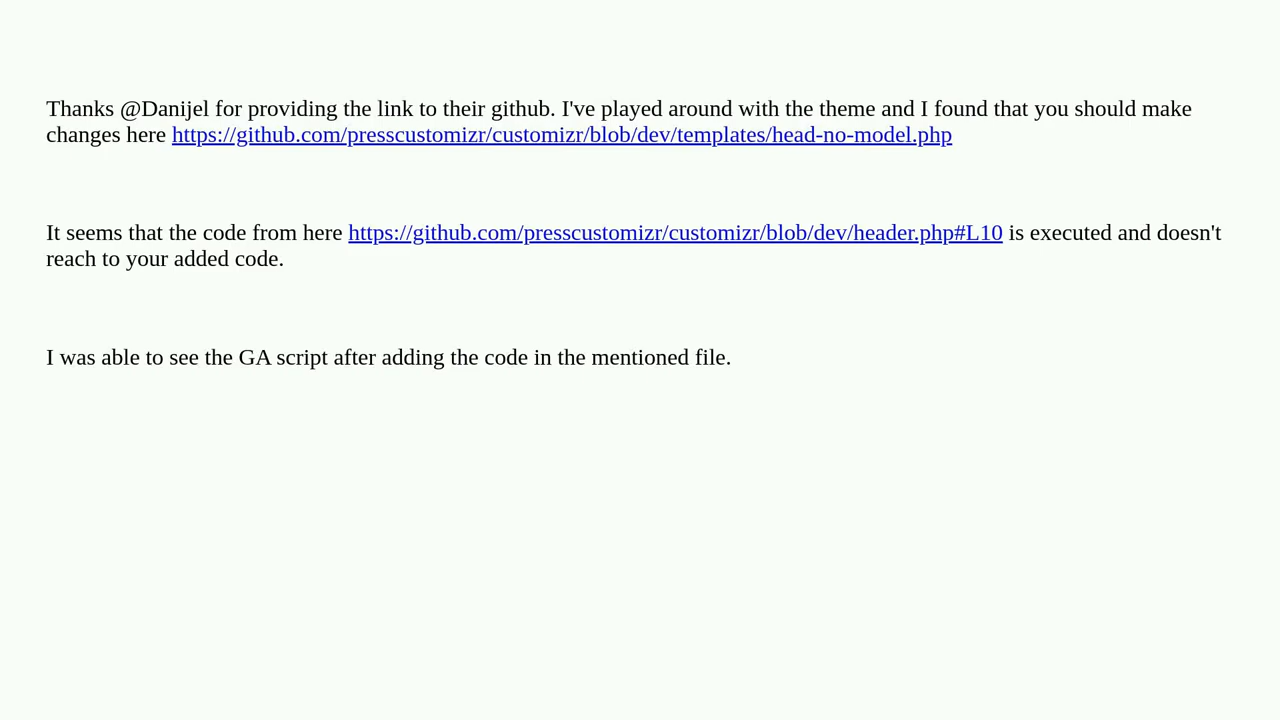 Thanks @Danijel for providing the link to their github. I've played around with the theme and I found that you should make
changes here https://github.com/presscustomizr/customizr/blob/dev/templates/head-no-model.php
It seems that the code from here https://github.com/presscustomizr/customizr/blob/dev/header.php#L10 is executed and doesn't
reach to your added code.
I was able to see the GA script after adding the code in the mentioned file.